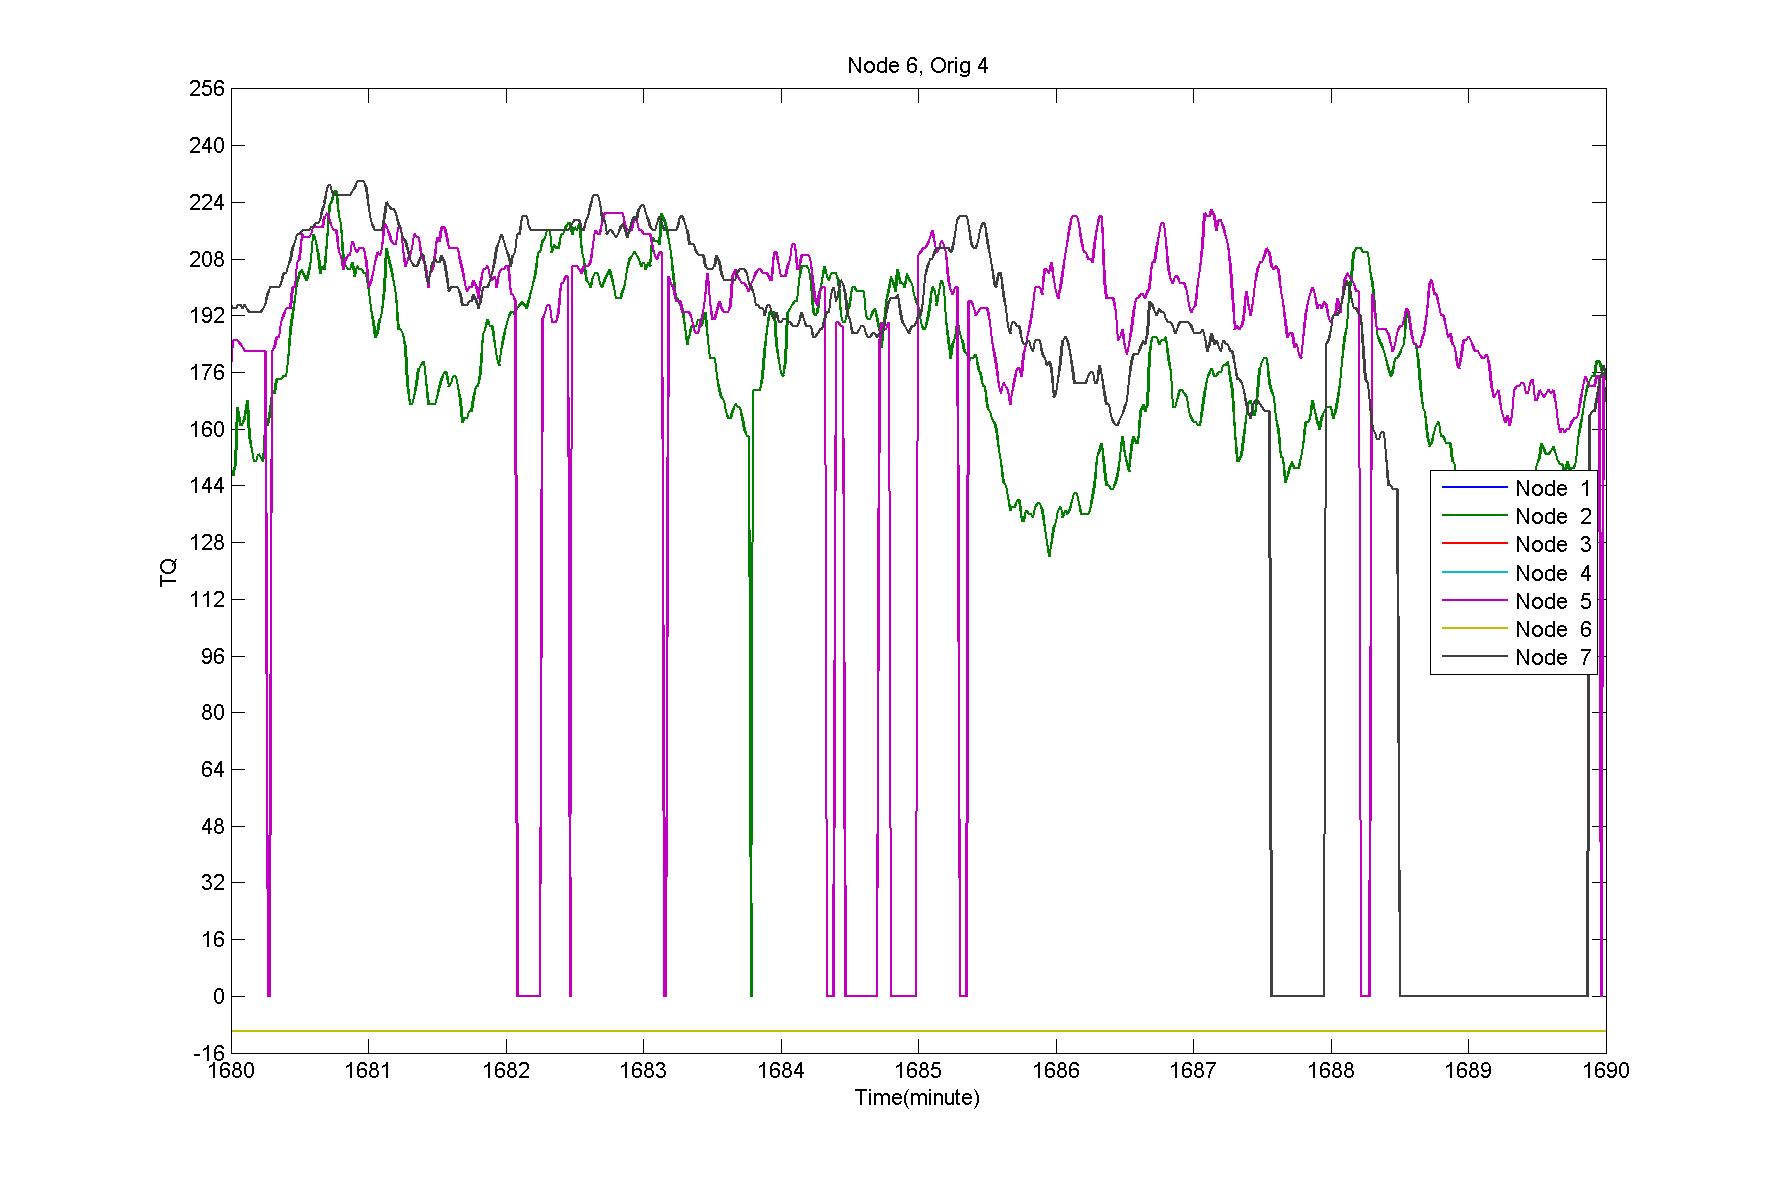 Node 6, Orig 4
256
240
224
208
192
176
160
144
128
112
96
80
64
48
32
16
0
-16
TQ
1680 1681 1682 1683 1684 1685 1686 1687 1688 1689 1690
Time(minute)
Node 1
Node 2
Node 3
Node 4
Node 5
Node 6
Node 7